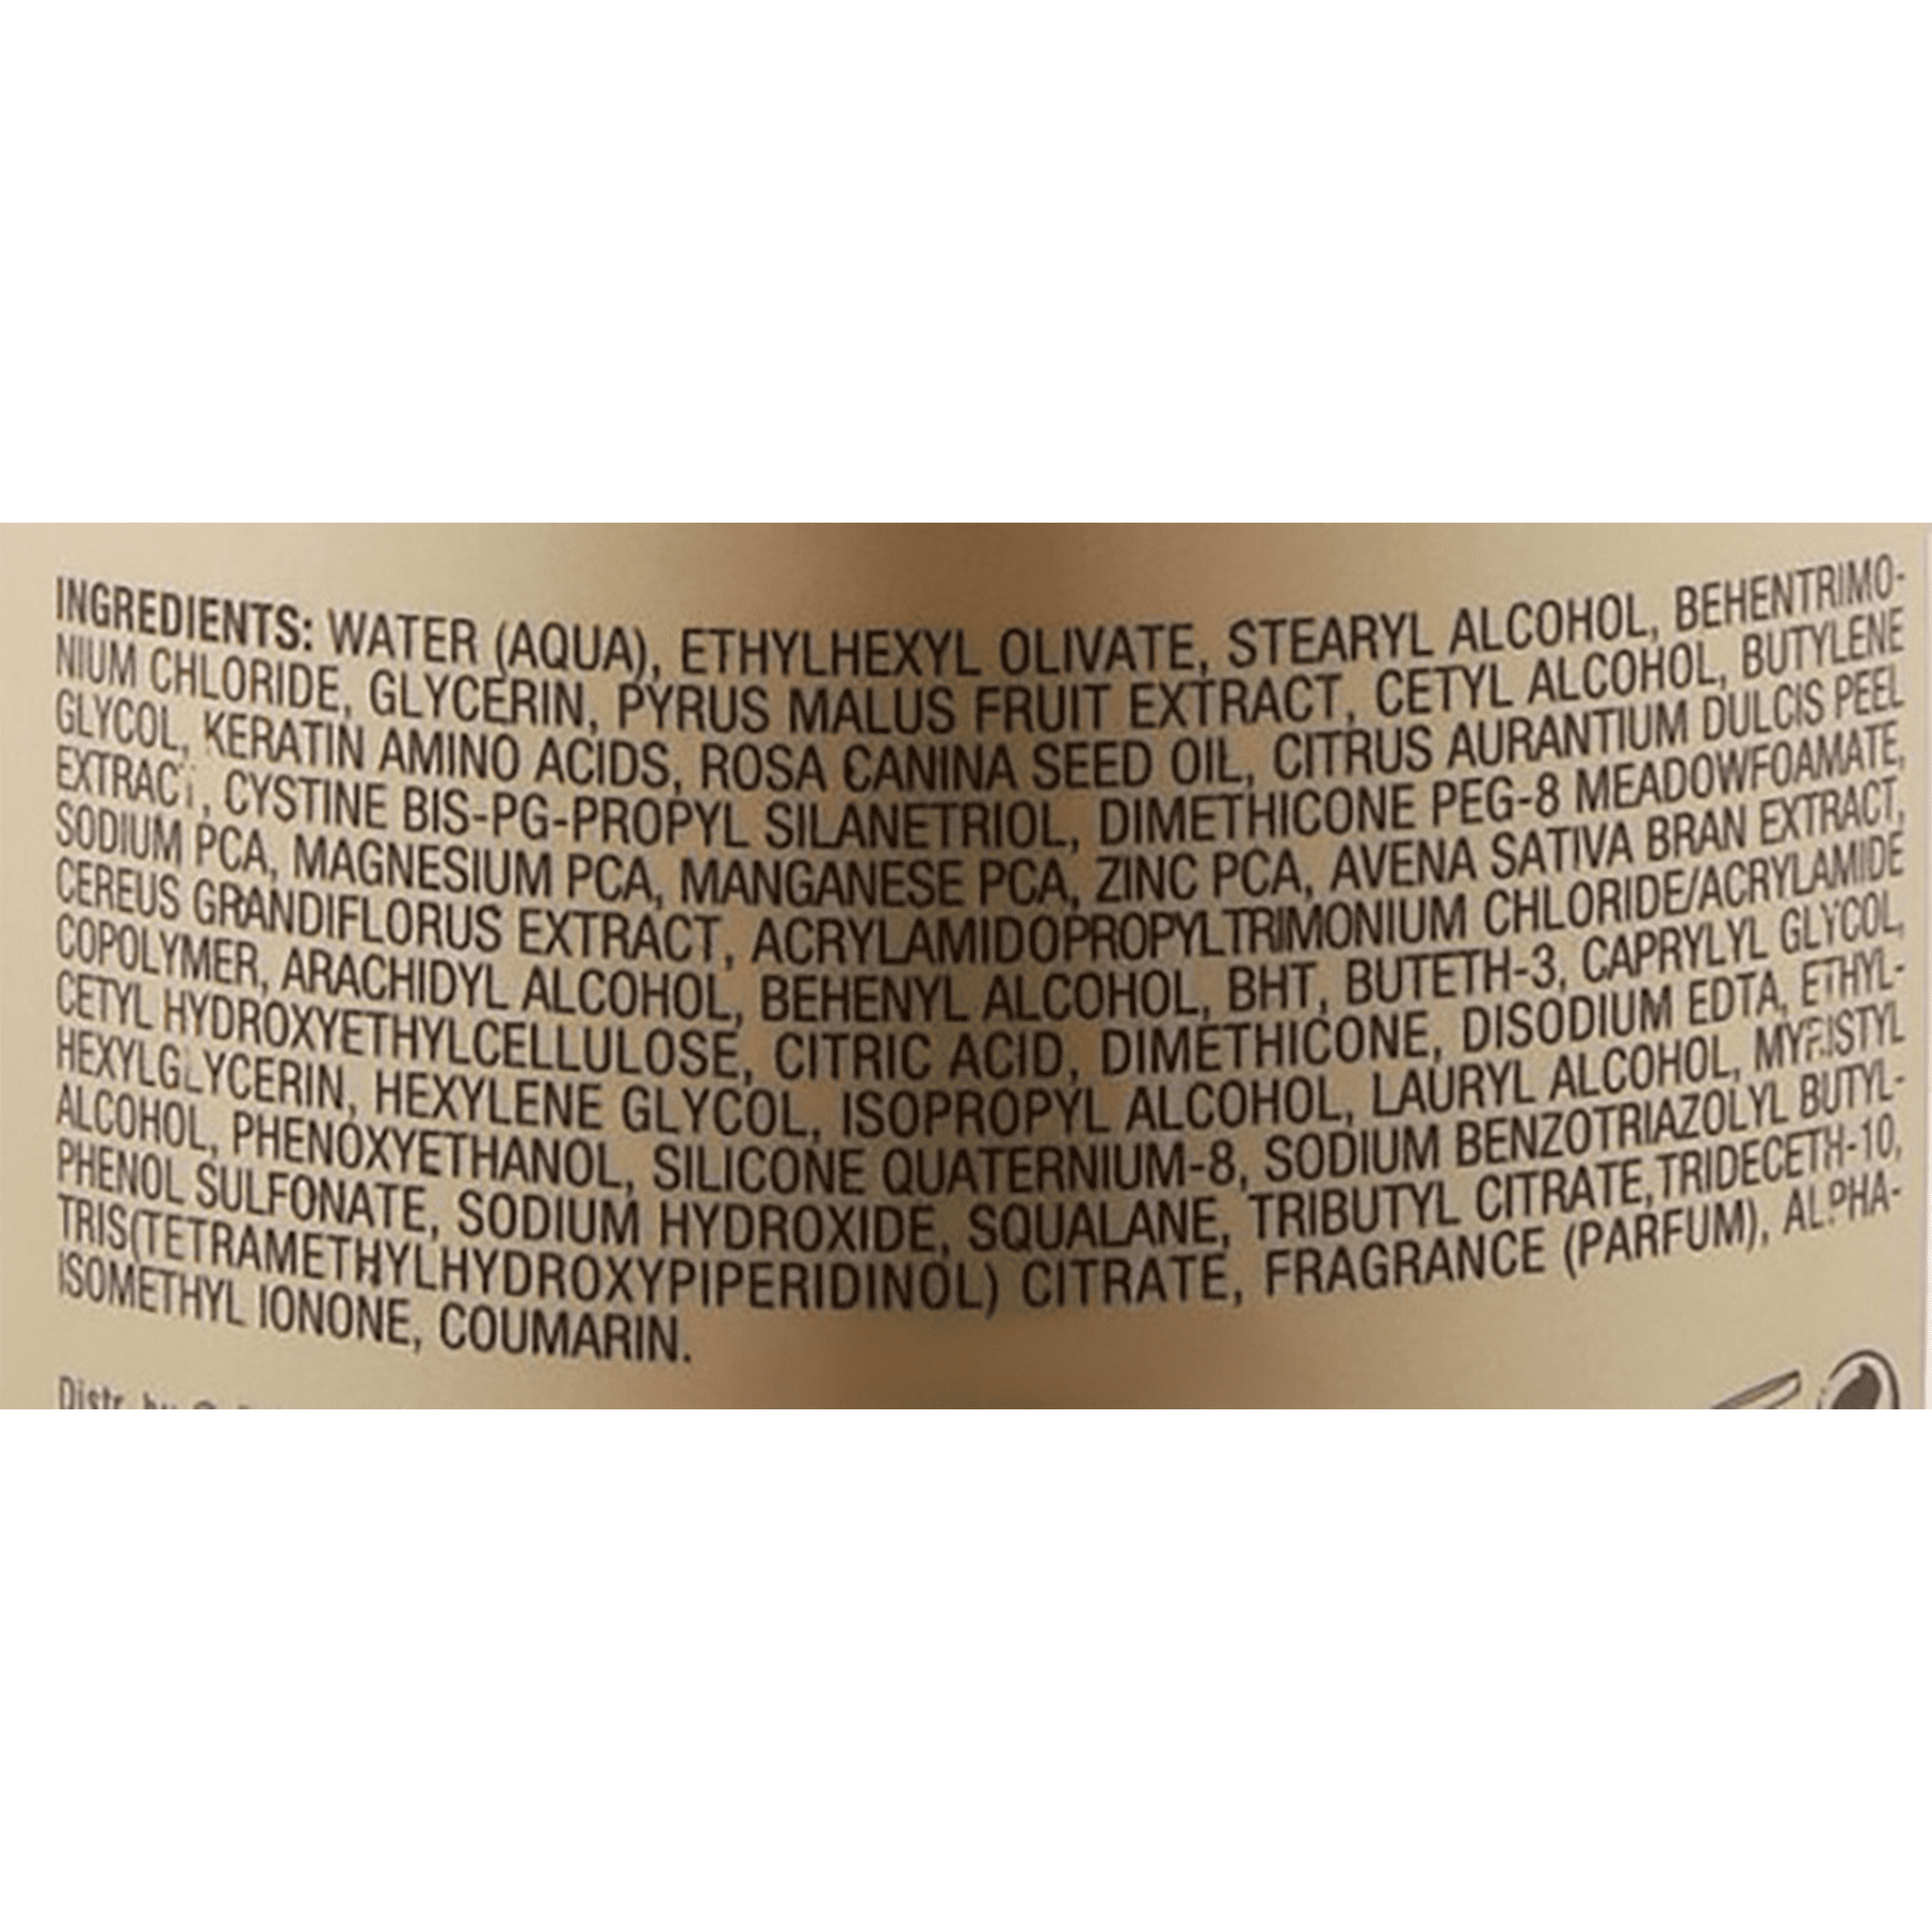 INGREDIENTS: WATER (AQUA), ETHYLHEXYL OLIVATE, STEARYL ALCOHOL, BEHENTRIMO-
NIUM CHLORIDE, GLYCERIN, PYRUS MALUS FRUIT EXTRACT, CETYL ALCOHOL, BUTYLENE
GLYCOL, KERATIN AMINO ACIDS, ROSA CANINA SEED OIL, CITRUS AURANTIUM DULCIS PEEL
EXTRACT, CYSTINE BIS-PG-PROPYL SILANETRIOL, DIMETHICONE PEG-8 MEADOWFOAMATE,
SODIUM PCA, MAGNESIUM PCA, MANGANESE PCA, ZINC PCA, AVENA SATIVA BRAN EXTRACT,
CEREUS GRANDIFLORUS EXTRACT, ACRYLAMIDOPROPYLTRIMONIUM CHLORIDE/ACRYLAMIDE
COPOLYMER, ARACHIDYL ALCOHOL, BEHENYL ALCOHOL, BHT, BUTETH-3, CAPRYLYL GLYCOL,
CETYL HYDROXYETHYLCELLULOSE, CITRIC ACID, DIMETHICONE, DISODIUM EDTA, ETHYL-
HEXYLGLYCERIN, HEXYLENE GLYCOL, ISOPROPYL ALCOHOL, LAURYL ALCOHOL, MYRISTYL
ALCOHOL, PHENOXYETHANOL, SILICONE QUATERNIUM-8, SODIUM BENZOTRIAZOLYL BUTYL-
PHENOL SULFONATE, SODIUM HYDROXIDE, SQUALANE, TRIBUTYL CITRATE, TRIDECETH-10,
TRIS(TETRAMETHYLHYDROXYPIPERIDINOL) CITRATE, FRAGRANCE (PARFUM), ALPHA-
ISOMETHYL IONONE, COUMARIN.
Distr. by ©